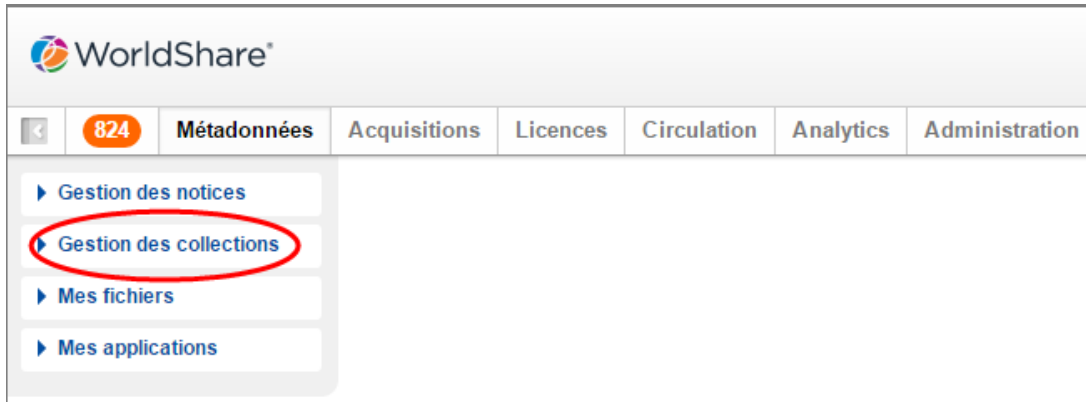 WorldShare®
824 Métadonnées Acquisitions Licences Circulation Analytics Administration
Gestion des notices
Gestion des collections
Mes fichiers
Mes applications